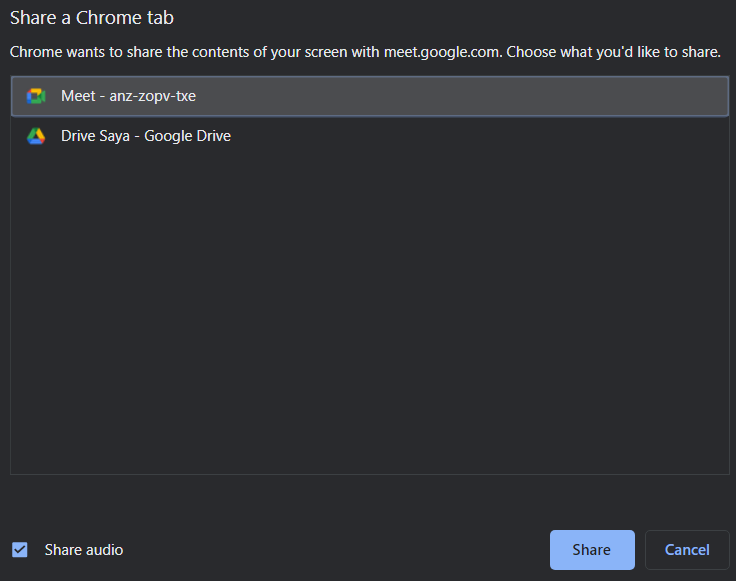 Share a Chrome tab
Chrome wants to share the contents of your screen with meet.google.com. Choose what you'd like to share.
Meet - anz-zopv-txe
Drive Saya - Google Drive
Share audio
Share
Cancel